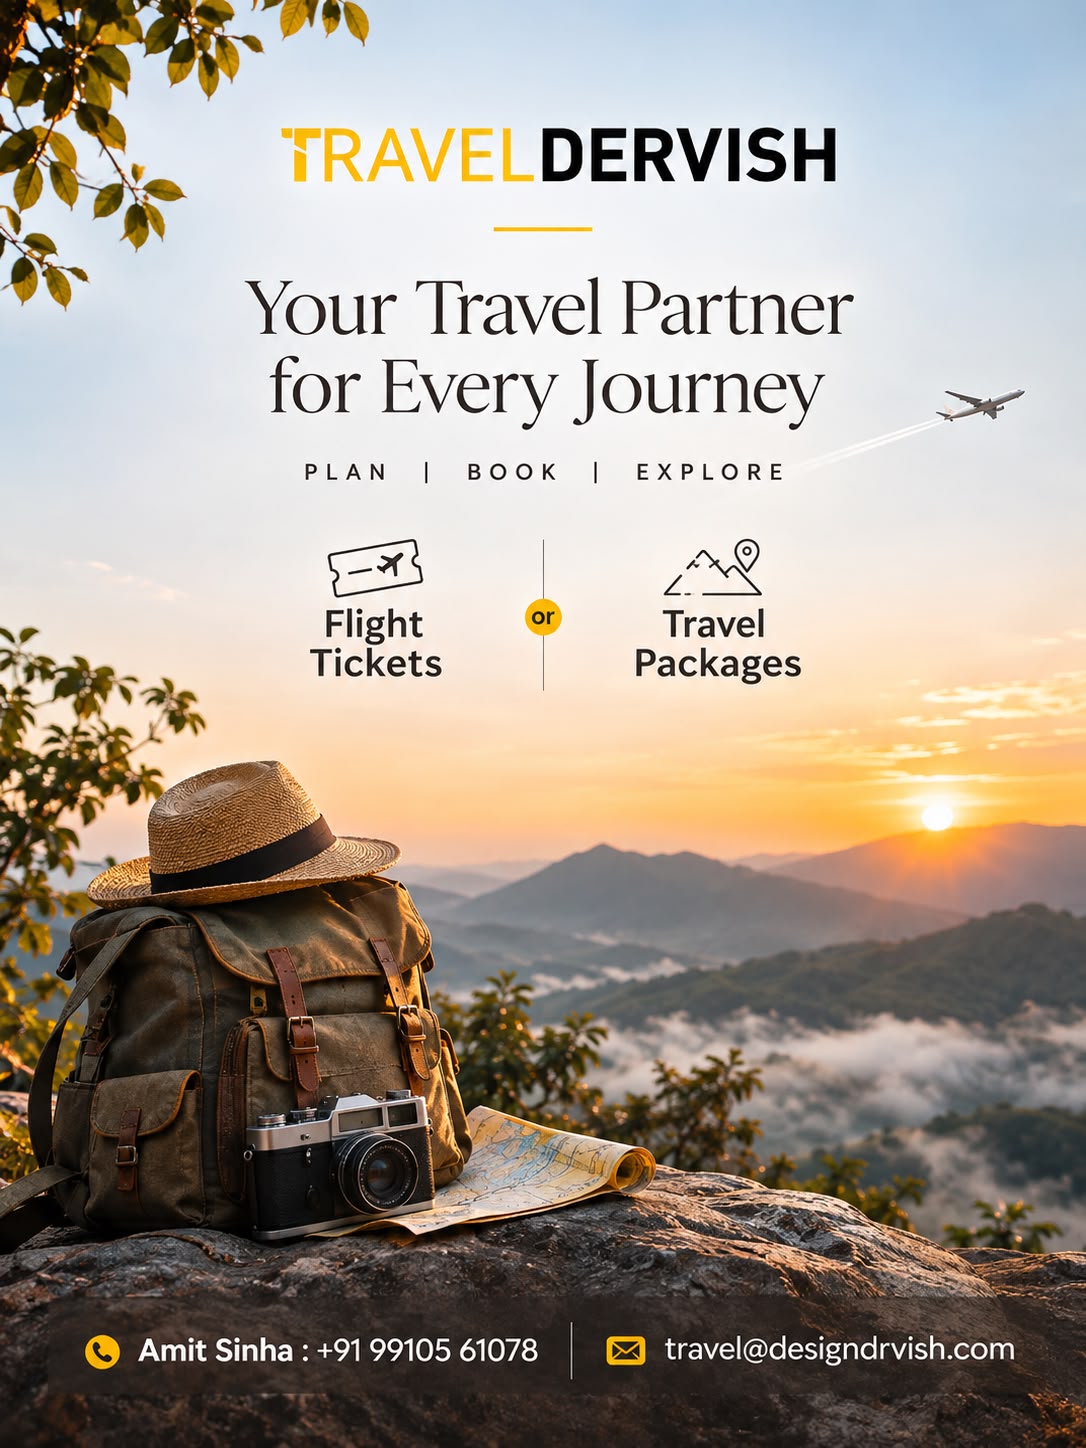 TRAVELDERVISH
Your Travel Partner
for Every Journey
PLAN | BOOK | EXPLORE
Flight
Tickets
or
Travel
Packages
Amit Sinha : +91 99105 61078
travel@designdrvish.com